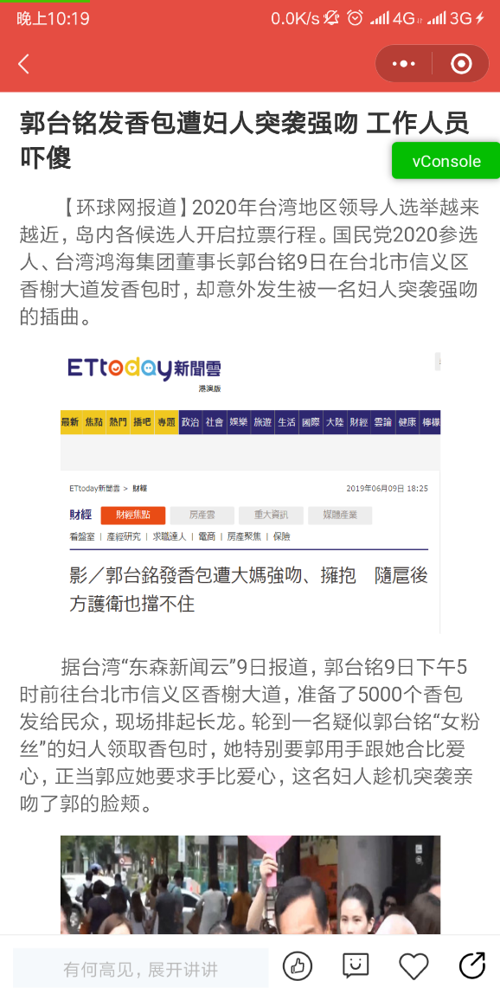 晚上10:19
0.0K/s 4G 3G
郭台铭发香包遭妇人突袭强吻 工作人员
吓傻
vConsole
【环球网报道】2020年台湾地区领导人选举越来
越近，岛内各候选人开启拉票行程。国民党2020参选
人、台湾鸿海集团董事长郭台铭9日在台北市信义区
香榭大道发香包时，却意外发生被一名妇人突袭强吻
的插曲。
ETtoday新聞雲
港澳版
最新 焦點 熱門 播吧 專題 政治 社會 娛樂 旅遊 生活 國際 大陸 財經 雲論 健康 檸檬
ETtoday新聞雲 > 財經
2019年06月09日 18:25
財經 財經焦點 房產雲 重大資訊 媒體產業
看盤室 | 產經研究 | 求職達人 | 電商 | 房產聚焦 | 保險
影／郭台銘發香包遭大媽強吻、擁抱　隨扈後
方護衛也擋不住
据台湾“东森新闻云”9日报道，郭台铭9日下午5
时前往台北市信义区香榭大道，准备了5000个香包
发给民众，现场排起长龙。轮到一名疑似郭台铭“女粉
丝”的妇人领取香包时，她特别要郭用手跟她合比爱
心，正当郭应她要求手比爱心，这名妇人趁机突袭亲
吻了郭的脸颊。
有何高见，展开讲讲